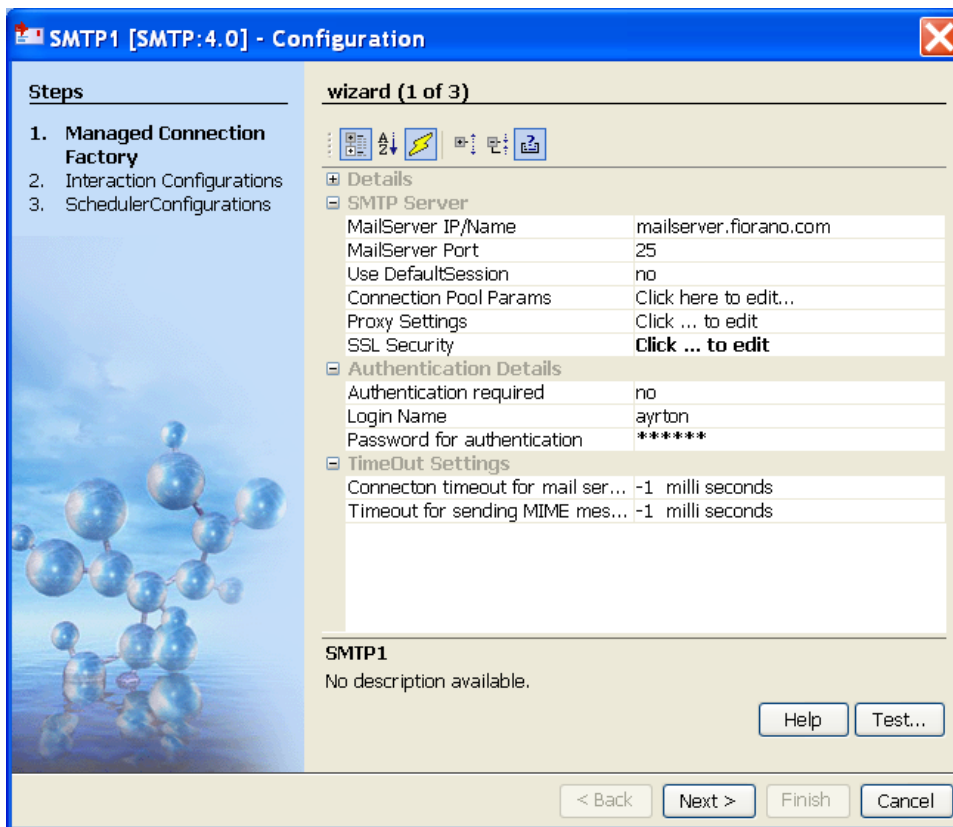 SMTP1 [SMTP:4.0] - Configuration
Steps
1. Managed Connection
Factory
2. Interaction Configurations
3. SchedulerConfigurations
wizard (1 of 3)
Details
SMTP Server
MailServer IP/Name mailserver.fiorano.com
MailServer Port 25
Use DefaultSession no
Connection Pool Params Click here to edit...
Proxy Settings Click ... to edit
SSL Security Click ... to edit
Authentication Details
Authentication required no
Login Name ayrton
Password for authentication ******
TimeOut Settings
Connecton timeout for mail ser... -1 milli seconds
Timeout for sending MIME mes... -1 milli seconds
SMTP1
No description available.
Help Test...
< Back Next > Finish Cancel